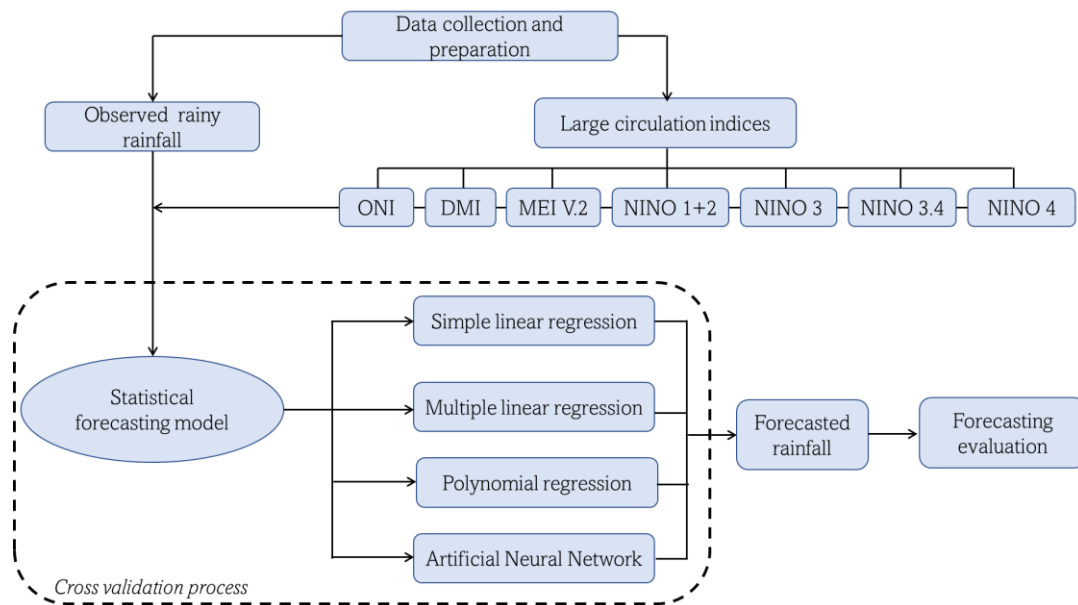 Data collection and
preparation
Observed rainy
rainfall
Large circulation indices
ONI
DMI
MEI V.2
NINO 1+2
NINO 3
NINO 3.4
NINO 4
Simple linear regression
Statistical
forecasting model
Multiple linear regression
Forecasted
rainfall
Forecasting
evaluation
Polynomial regression
Artificial Neural Network
Cross validation process